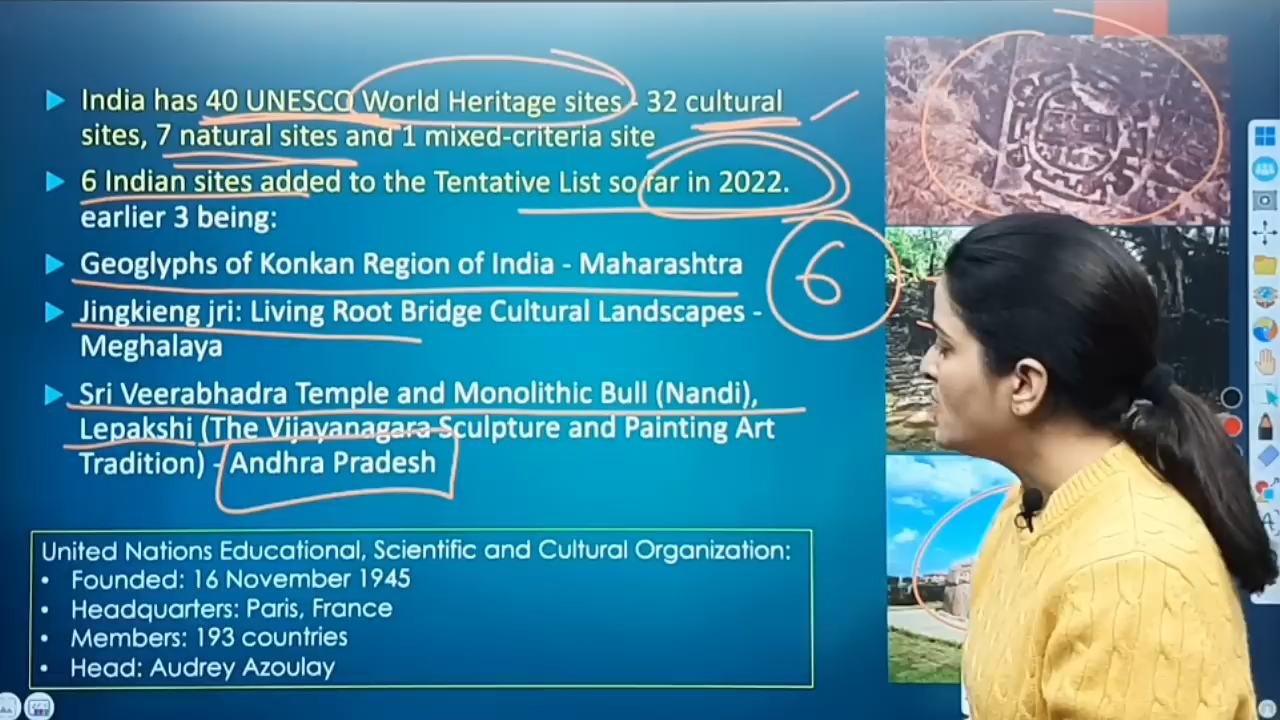 India has 40 UNESCO World Heritage sites - 32 cultural
sites, 7 natural sites and 1 mixed-criteria site
6 Indian sites added to the Tentative List so far in 2022.
earlier 3 being:
Geoglyphs of Konkan Region of India - Maharashtra
6
Jingkieng jri: Living Root Bridge Cultural Landscapes -
Meghalaya
Sri Veerabhadra Temple and Monolithic Bull (Nandi),
Lepakshi (The Vijayanagara Sculpture and Painting Art
Tradition) - Andhra Pradesh
United Nations Educational, Scientific and Cultural Organization:
• Founded: 16 November 1945
• Headquarters: Paris, France
• Members: 193 countries
• Head: Audrey Azoulay